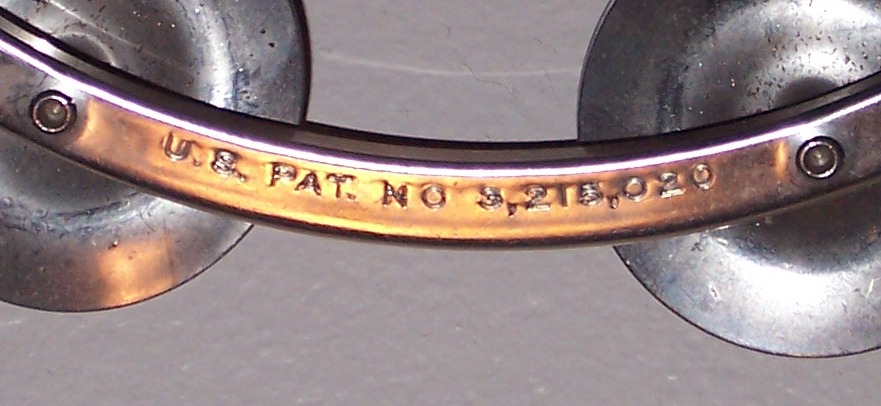 U.S. PAT. NO 3,215,020